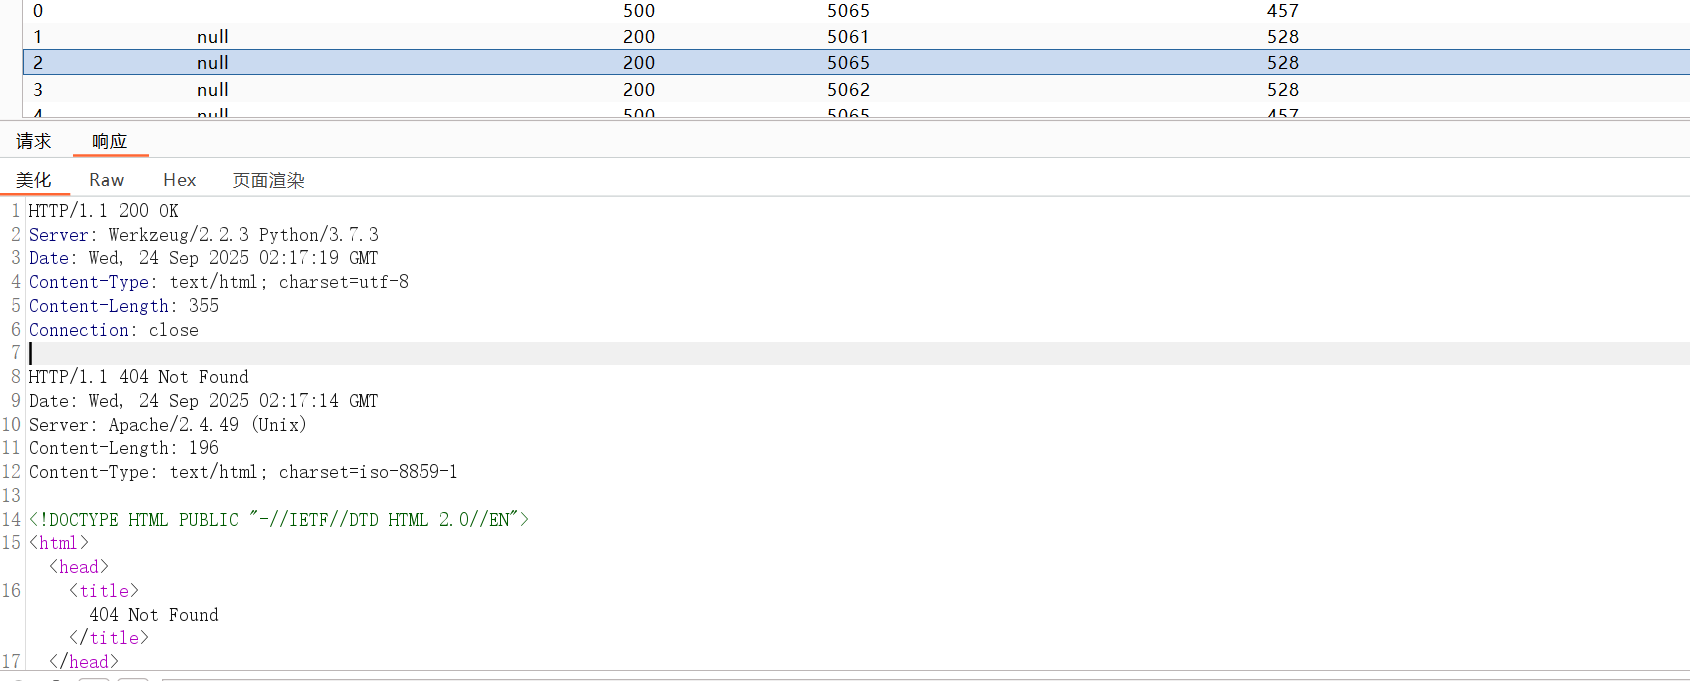 0 500 5065 457
1 null 200 5061 528
2 null 200 5065 528
3 null 200 5062 528
4 null 500 5065 457
请求 响应
美化 Raw Hex 页面渲染
1 HTTP/1.1 200 OK
2 Server: Werkzeug/2.2.3 Python/3.7.3
3 Date: Wed, 24 Sep 2025 02:17:19 GMT
4 Content-Type: text/html; charset=utf-8
5 Content-Length: 355
6 Connection: close
7
8 HTTP/1.1 404 Not Found
9 Date: Wed, 24 Sep 2025 02:17:14 GMT
10 Server: Apache/2.4.49 (Unix)
11 Content-Length: 196
12 Content-Type: text/html; charset=iso-8859-1
13
14 <!DOCTYPE HTML PUBLIC "-//IETF//DTD HTML 2.0//EN">
15 <html>
<head>
16 <title>
404 Not Found
</title>
17 </head>